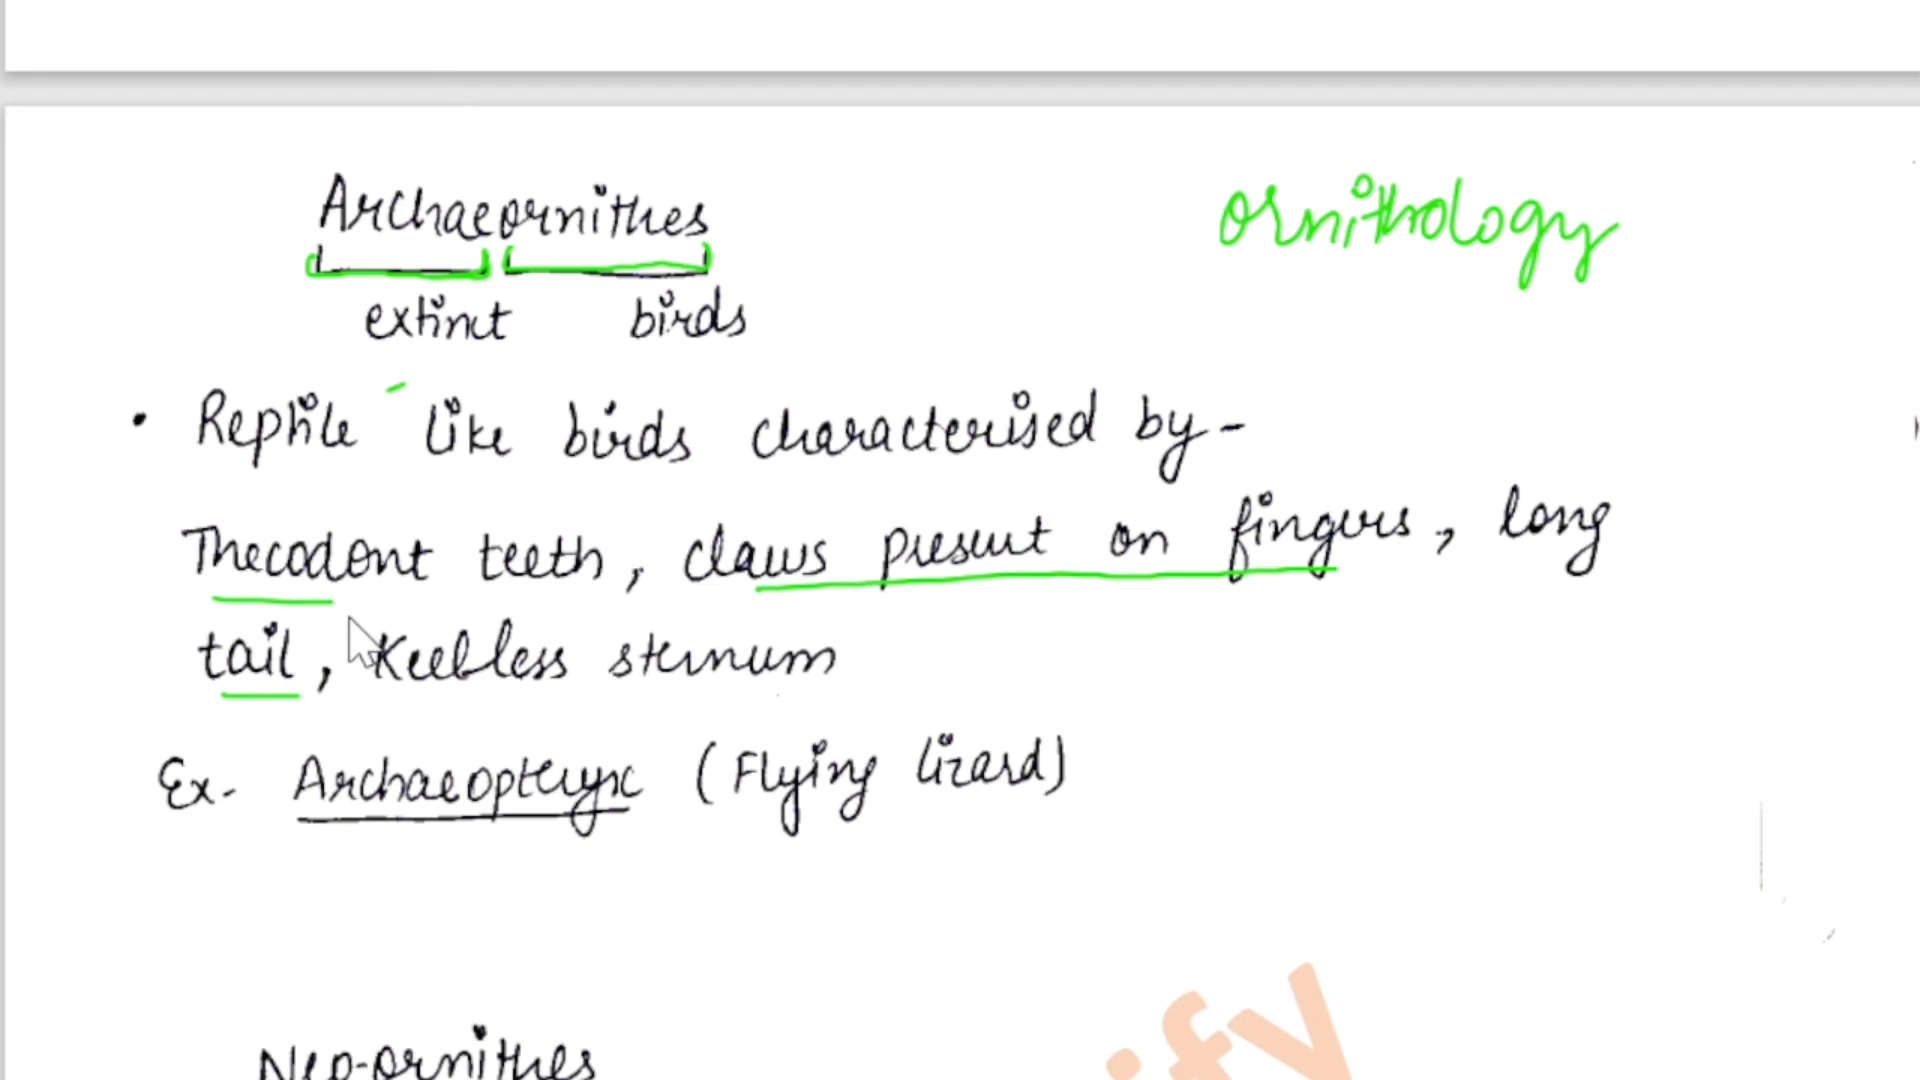 Archaeornithes
ornithology
extinct birds
• Reptile like birds characterised by-
Thecodont teeth, claws present on fingers, long
tail, Keelless sternum
Ex- Archaeopteryx (Flying lizard)
Neo-ornithes
ify